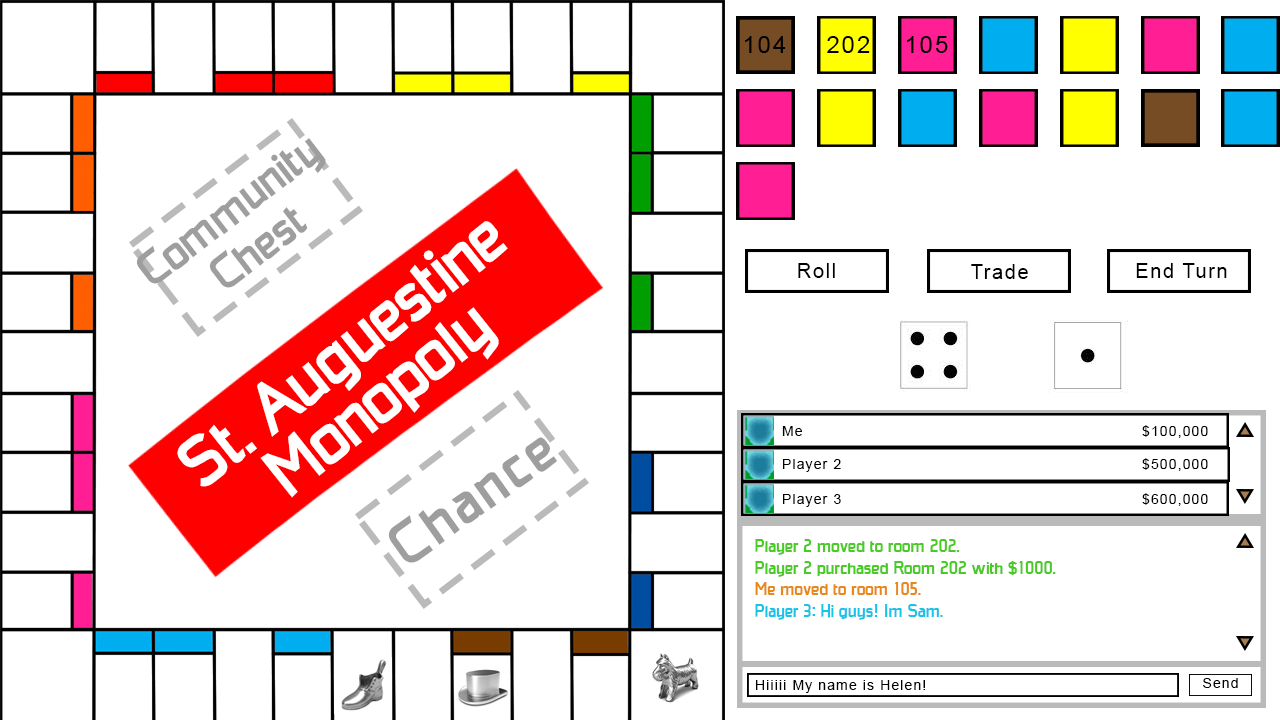 Community
Chest
St. Auguestine
Monopoly
Chance
104
202
105
Roll
Trade
End Turn
Me
$100,000
Player 2
$500,000
Player 3
$600,000
Player 2 moved to room 202.
Player 2 purchased Room 202 with $1000.
Me moved to room 105.
Player 3: Hi guys! Im Sam.
Hiiiii My name is Helen!
Send